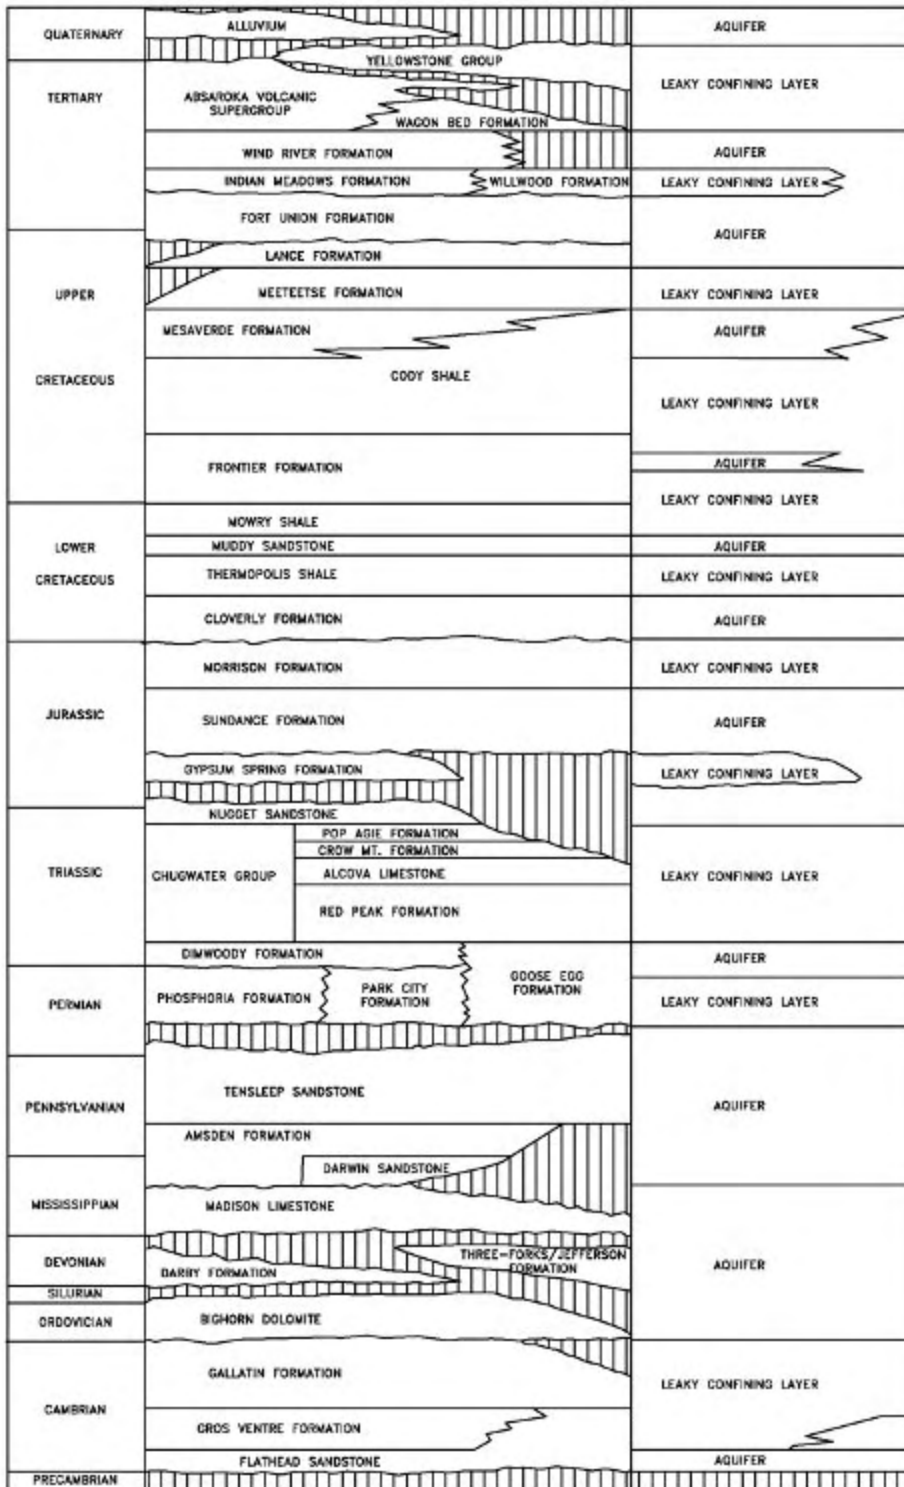 QUATERNARY
ALLUVIUM
AQUIFER
YELLOWSTONE GROUP
TERTIARY
ABSAROKA VOLCANIC
SUPERGROUP
LEAKY CONFINING LAYER
WAGON BED FORMATION
WIND RIVER FORMATION
AQUIFER
INDIAN MEADOWS FORMATION
WILLWOOD FORMATION
LEAKY CONFINING LAYER
FORT UNION FORMATION
AQUIFER
LANCE FORMATION
UPPER
CRETACEOUS
MEETEETSE FORMATION
LEAKY CONFINING LAYER
MESAVERDE FORMATION
AQUIFER
CODY SHALE
LEAKY CONFINING LAYER
FRONTIER FORMATION
AQUIFER
LEAKY CONFINING LAYER
LOWER
CRETACEOUS
MOWRY SHALE
MUDDY SANDSTONE
AQUIFER
THERMOPOLIS SHALE
LEAKY CONFINING LAYER
CLOVERLY FORMATION
AQUIFER
JURASSIC
MORRISON FORMATION
LEAKY CONFINING LAYER
SUNDANCE FORMATION
AQUIFER
GYPSUM SPRING FORMATION
LEAKY CONFINING LAYER
NUGGET SANDSTONE
TRIASSIC
CHUGWATER GROUP
POP AGIE FORMATION
CROW MT. FORMATION
ALCOVA LIMESTONE
RED PEAK FORMATION
LEAKY CONFINING LAYER
DIMWOODY FORMATION
AQUIFER
PERMIAN
PHOSPHORIA FORMATION
PARK CITY
FORMATION
GOOSE EGG
FORMATION
LEAKY CONFINING LAYER
PENNSYLVANIAN
TENSLEEP SANDSTONE
AQUIFER
AMSDEN FORMATION
DARWIN SANDSTONE
MISSISSIPPIAN
MADISON LIMESTONE
DEVONIAN
DARBY FORMATION
THREE-FORKS/JEFFERSON
FORMATION
AQUIFER
SILURIAN
ORDOVICIAN
BIGHORN DOLOMITE
CAMBRIAN
GALLATIN FORMATION
LEAKY CONFINING LAYER
GROS VENTRE FORMATION
FLATHEAD SANDSTONE
AQUIFER
PRECAMBRIAN